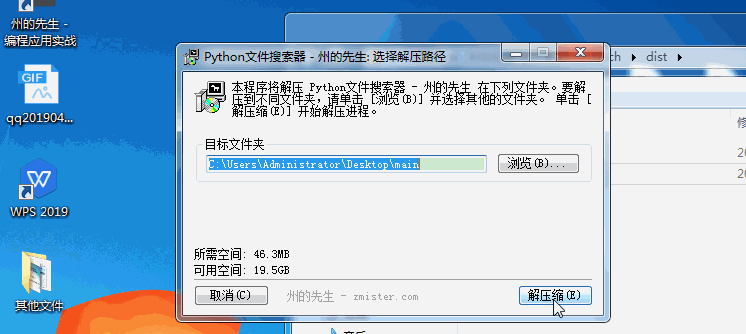 州的先生 -
编程应用实战
GIF
qq201904...
WPS 2019
其他文件
ch ▸ dist ▸
Python文件搜索器 - 州的先生: 选择解压路径
本程序将解压 Python文件搜索器 - 州的先生 在下列文件夹。要解
压到不同文件夹，请单击 [浏览(B)] 并选择其他的文件夹。 单击 [
解压缩(E)] 开始解压进程。
目标文件夹
C:\Users\Administrator\Desktop\main
浏览(B)...
所需空间: 46.3MB
可用空间: 19.5GB
取消(C)
州的先生 - zmister.com
解压缩(E)